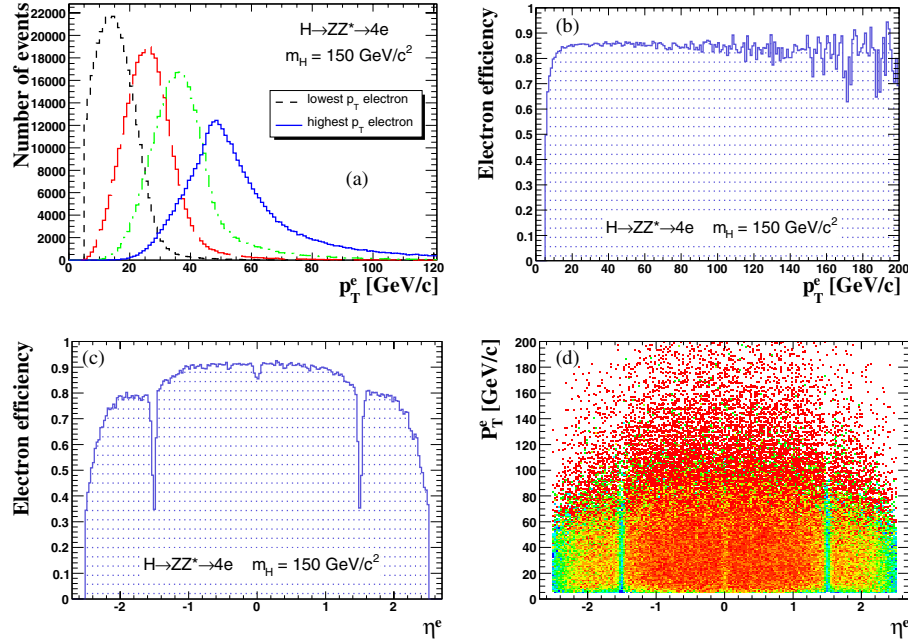 Number of events
22000
20000
18000
16000
14000
12000
10000
8000
6000
4000
2000
0
0 20 40 60 80 100 120
p_T^e [GeV/c]
H→ZZ*→4e
m_H = 150 GeV/c²
lowest p_T electron
highest p_T electron
(a)
Electron efficiency
1
0.9
0.8
0.7
0.6
0.5
0.4
0.3
0.2
0.1
0
0 20 40 60 80 100 120 140 160 180 200
p_T^e [GeV/c]
(b)
H→ZZ*→4e m_H = 150 GeV/c²
Electron efficiency
(c)
1
0.9
0.8
0.7
0.6
0.5
0.4
0.3
0.2
0.1
0
H→ZZ*→4e m_H = 150 GeV/c²
-2 -1 0 1 2
η^e
P_T^e [GeV/c]
(d)
200
180
160
140
120
100
80
60
40
20
0
-2 -1 0 1 2
η^e